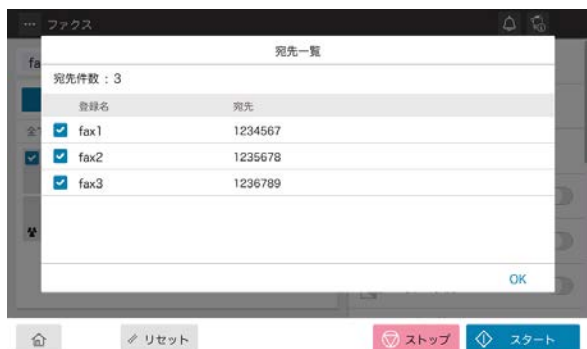 ファクス
fa
宛先一覧
宛先件数 : 3
登録名 宛先
fax1 1234567
fax2 1235678
fax3 1236789
OK
リセット ストップ スタート